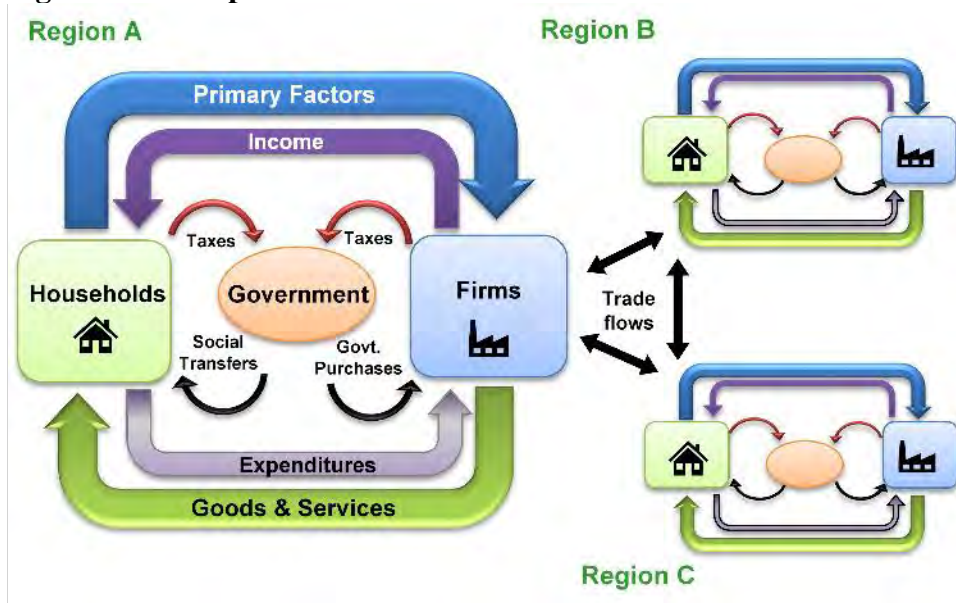 Region A
Primary Factors
Income
Taxes
Taxes
Households
Government
Firms
Social
Transfers
Govt.
Purchases
Expenditures
Goods & Services
Region B
Trade
flows
Region C